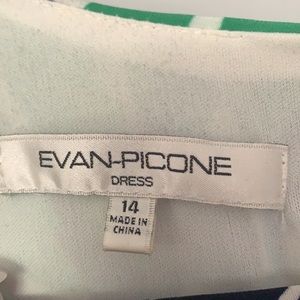 EVAN-PICONE
DRESS
14
MADE IN
CHINA